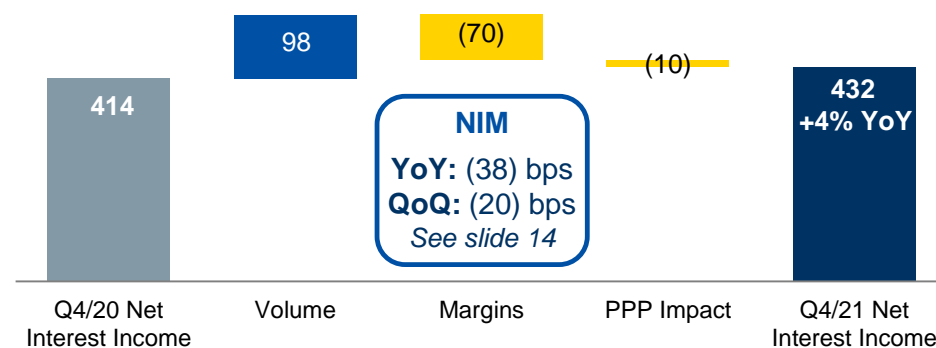 98
(70)
(10)
414
432
+4% YoY
NIM
YoY: (38) bps
QoQ: (20) bps
See slide 14
Q4/20 Net
Interest Income
Volume
Margins
PPP Impact
Q4/21 Net
Interest Income